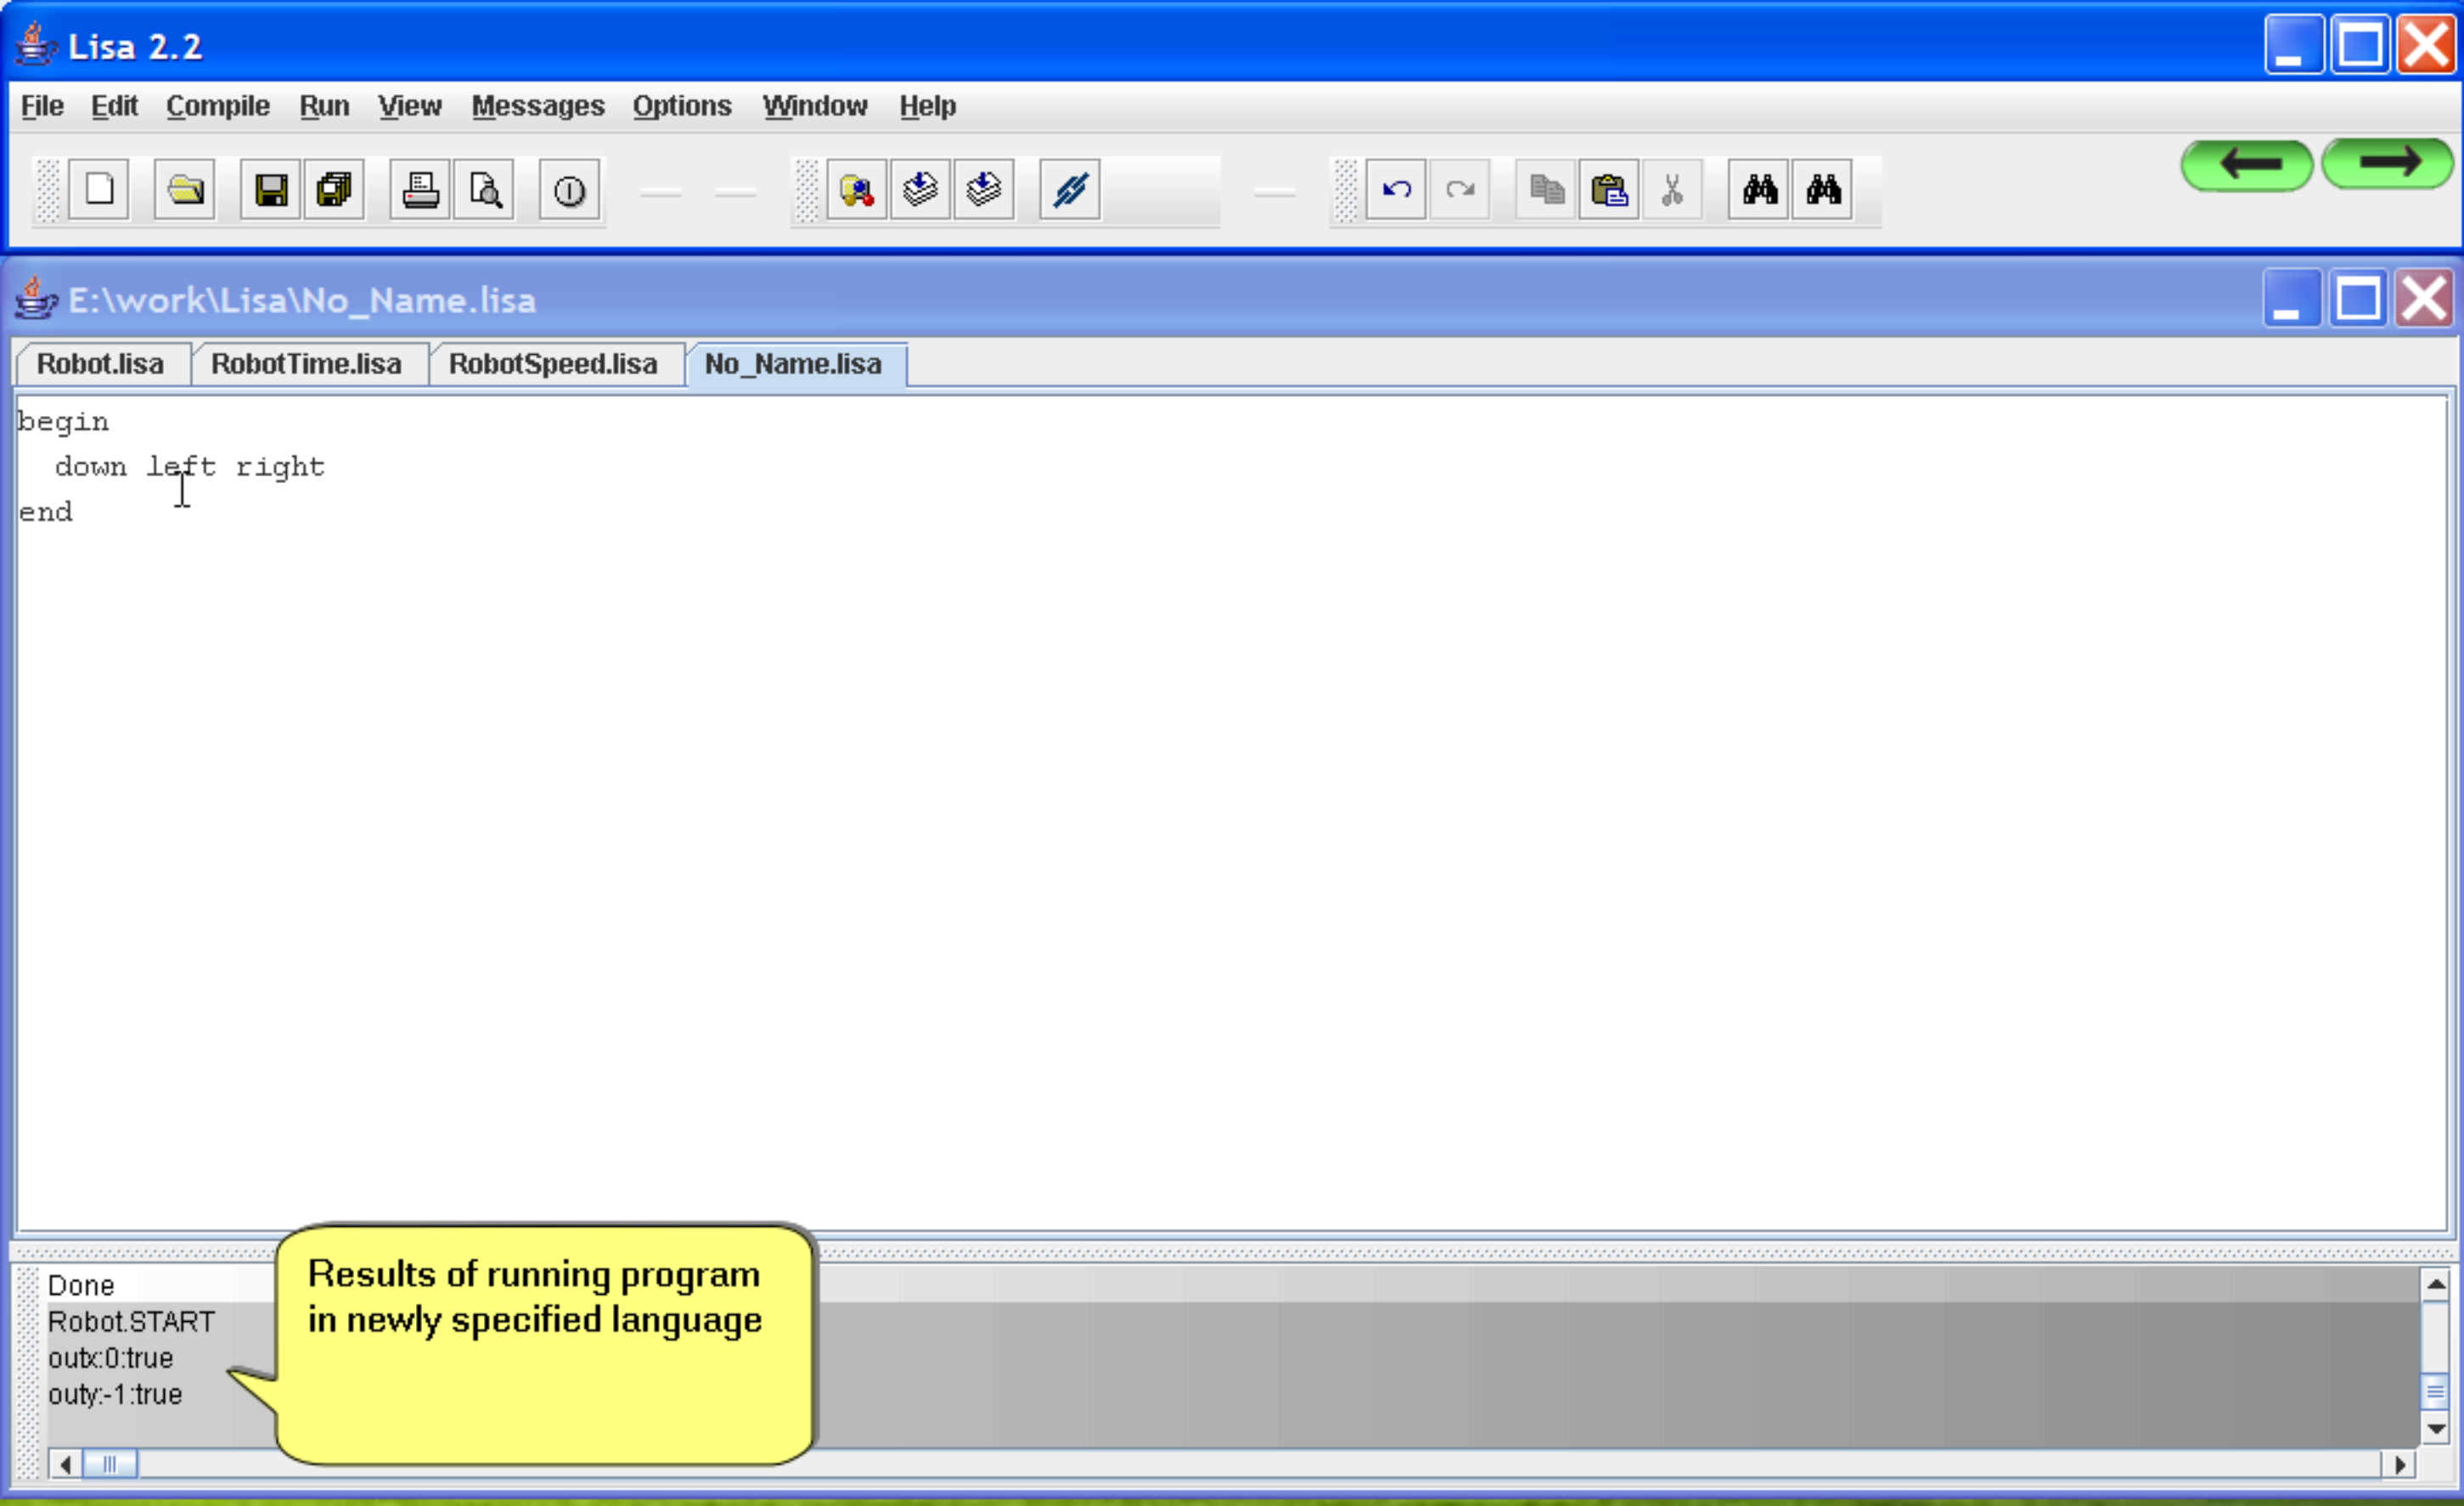 Lisa 2.2
File Edit Compile Run View Messages Options Window Help
E:\work\Lisa\No_Name.lisa
Robot.lisa RobotTime.lisa RobotSpeed.lisa No_Name.lisa
begin
down left right
end
Done
Robot.START
outx:0:true
outy:-1:true
Results of running program
in newly specified language